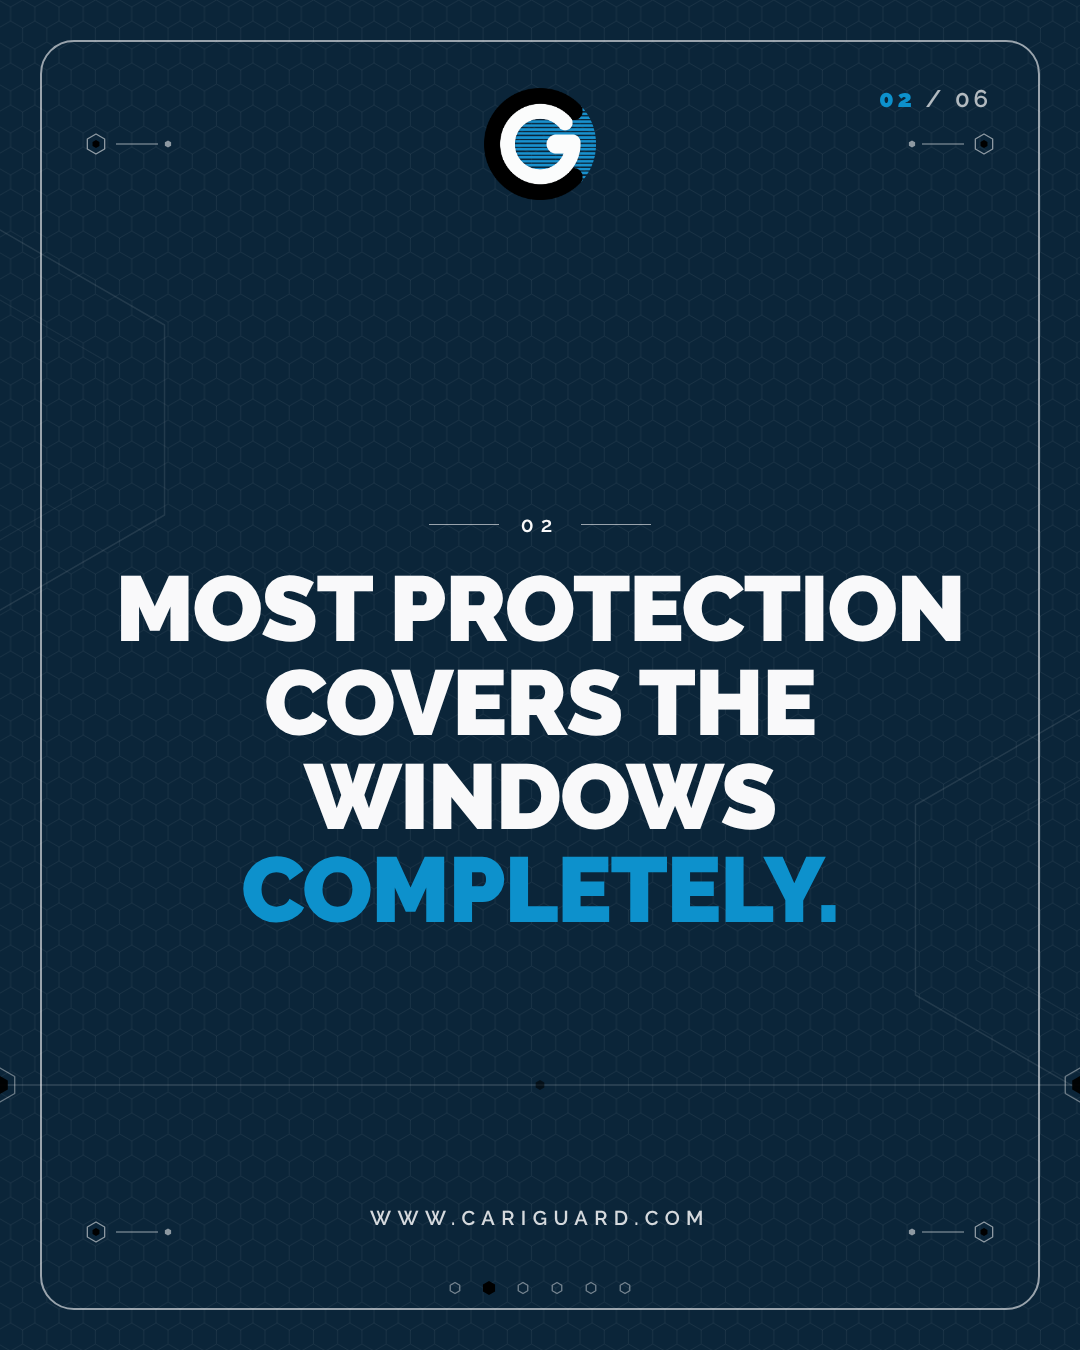 02 / 06
02
MOST PROTECTION
COVERS THE
WINDOWS
COMPLETELY.
WWW.CARIGUARD.COM